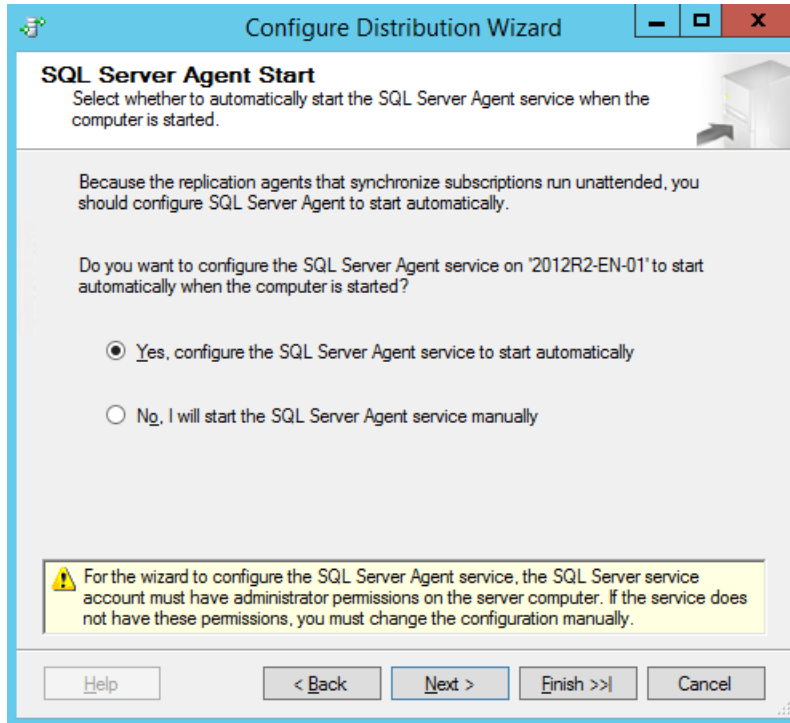 Configure Distribution Wizard
SQL Server Agent Start
Select whether to automatically start the SQL Server Agent service when the
computer is started.
Because the replication agents that synchronize subscriptions run unattended, you
should configure SQL Server Agent to start automatically.
Do you want to configure the SQL Server Agent service on '2012R2-EN-01' to start
automatically when the computer is started?
Yes, configure the SQL Server Agent service to start automatically
No, I will start the SQL Server Agent service manually
For the wizard to configure the SQL Server Agent service, the SQL Server service
account must have administrator permissions on the server computer. If the service does
not have these permissions, you must change the configuration manually.
Help < Back Next > Finish >>| Cancel